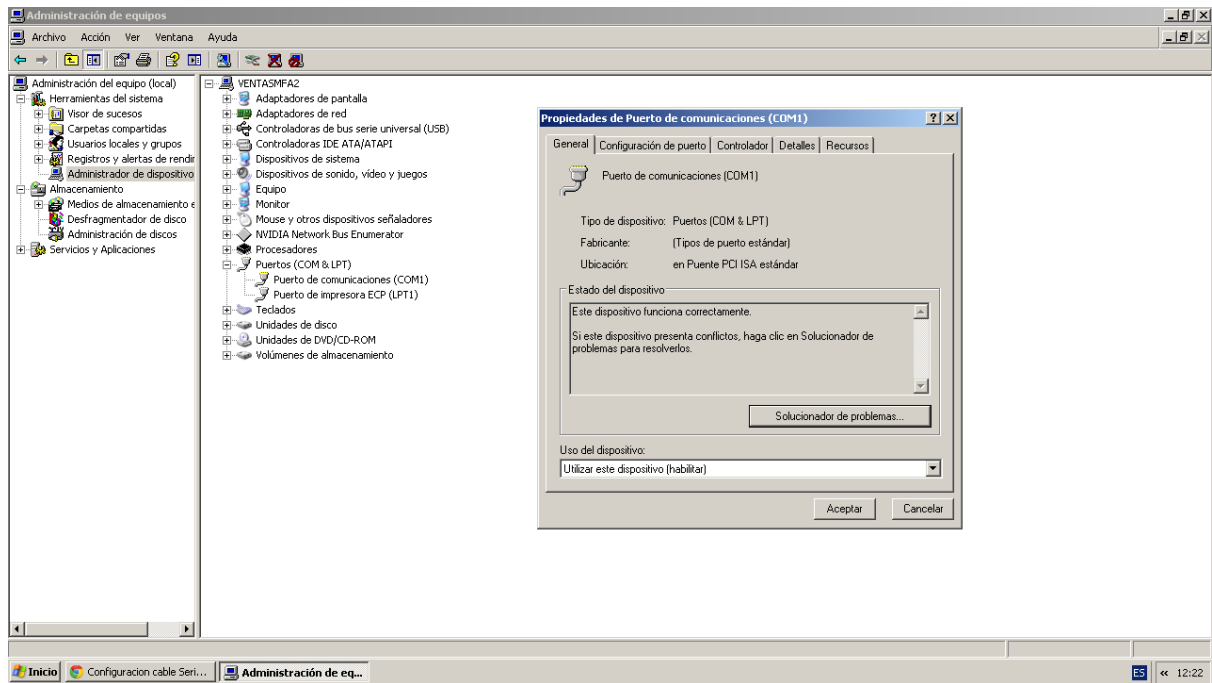 Administración de equipos
Archivo Acción Ver Ventana Ayuda
Administración del equipo (local)
Herramientas del sistema
Visor de sucesos
Carpetas compartidas
Usuarios locales y grupos
Registros y alertas de rendir
Administrador de dispositivo
Almacenamiento
Medios de almacenamiento e
Desfragmentador de disco
Administración de discos
Servicios y Aplicaciones
VENTASMFA2
Adaptadores de pantalla
Adaptadores de red
Controladoras de bus serie universal (USB)
Controladoras IDE ATA/ATAPI
Dispositivos de sistema
Dispositivos de sonido, vídeo y juegos
Equipo
Monitor
Mouse y otros dispositivos señaladores
NVIDIA Network Bus Enumerator
Procesadores
Puertos (COM & LPT)
Puerto de comunicaciones (COM1)
Puerto de impresora ECP (LPT1)
Teclados
Unidades de disco
Unidades de DVD/CD-ROM
Volúmenes de almacenamiento
Propiedades de Puerto de comunicaciones (COM1)
General Configuración de puerto Controlador Detalles Recursos
Puerto de comunicaciones (COM1)
Tipo de dispositivo: Puertos (COM & LPT)
Fabricante: (Tipos de puerto estándar)
Ubicación: en Puente PCI ISA estándar
Estado del dispositivo
Este dispositivo funciona correctamente.
Si este dispositivo presenta conflictos, haga clic en Solucionador de
problemas para resolverlos.
Solucionador de problemas...
Uso del dispositivo:
Utilizar este dispositivo (habilitar)
Aceptar Cancelar
Inicio Configuracion cable Seri... Administración de eq... ES « 12:22